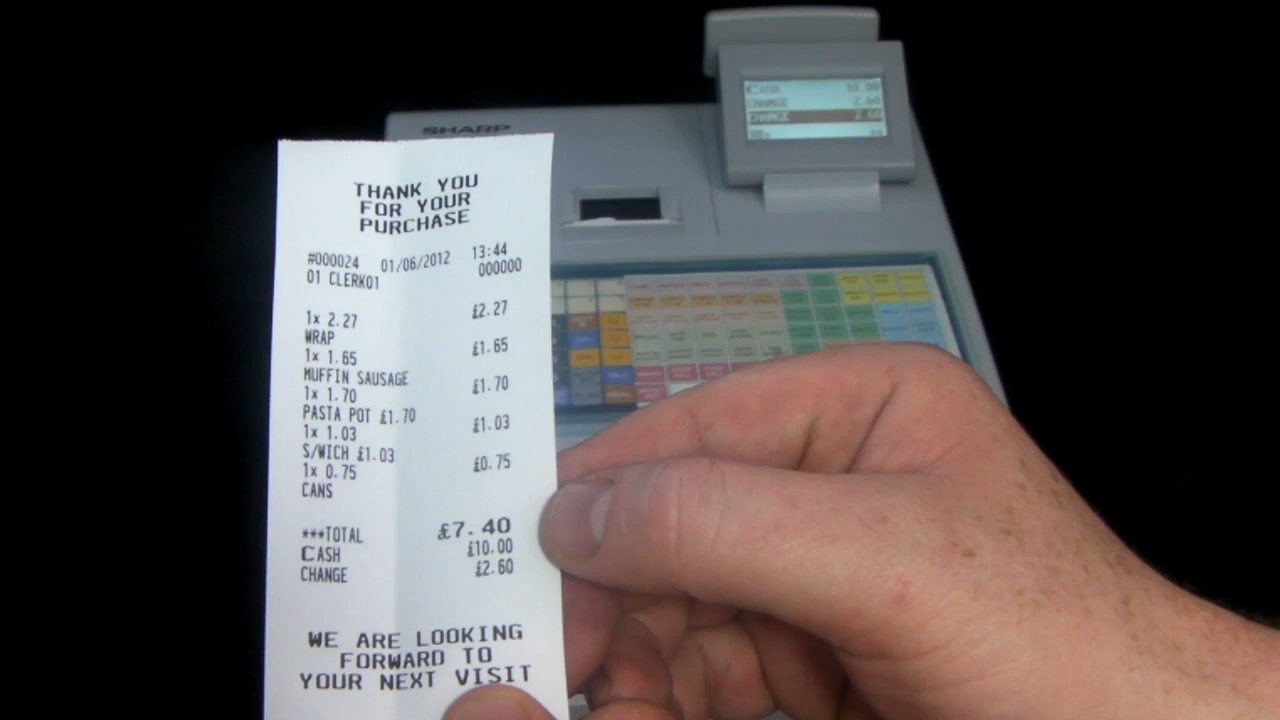 SHARP
CASH 10.00
CHANGE 2.60
CHANGE 2.60
THANK YOU
FOR YOUR
PURCHASE
#000024 01/06/2012 13:44
01 CLERK01 000000
1x 2.27 £2.27
WRAP
1x 1.65 £1.65
MUFFIN SAUSAGE
1x 1.70 £1.70
PASTA POT £1.70
1x 1.03 £1.03
S/WICH £1.03
1x 0.75 £0.75
CANS
***TOTAL £7.40
CASH £10.00
CHANGE £2.60
WE ARE LOOKING
FORWARD TO
YOUR NEXT VISIT